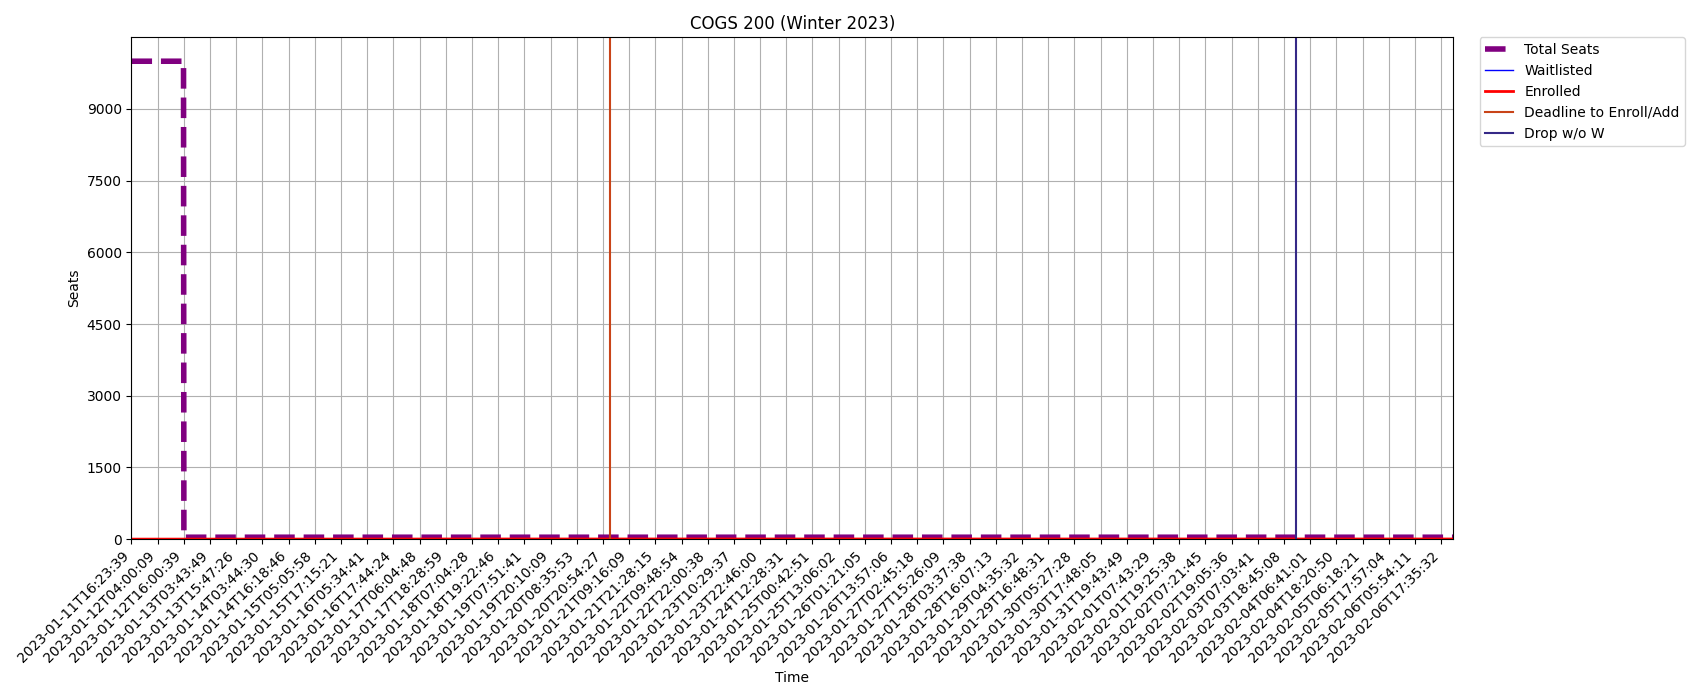 COGS 200 (Winter 2023)
Total Seats
Waitlisted
Enrolled
Deadline to Enroll/Add
Drop w/o W
Seats
9000
7500
6000
4500
3000
1500
0
2023-01-11T16:23:39
2023-01-12T04:00:09
2023-01-12T16:00:39
2023-01-13T03:43:49
2023-01-13T15:47:26
2023-01-14T03:44:30
2023-01-14T16:18:46
2023-01-15T05:05:58
2023-01-15T17:15:21
2023-01-16T05:34:41
2023-01-16T17:44:24
2023-01-17T06:04:48
2023-01-17T18:28:59
2023-01-18T07:04:28
2023-01-18T19:22:46
2023-01-19T07:51:41
2023-01-19T20:10:09
2023-01-20T08:35:53
2023-01-20T20:54:27
2023-01-21T09:16:09
2023-01-21T21:28:15
2023-01-22T09:48:54
2023-01-22T22:00:38
2023-01-23T10:29:37
2023-01-23T22:46:00
2023-01-24T12:28:31
2023-01-25T00:42:51
2023-01-25T13:06:02
2023-01-26T01:21:05
2023-01-26T13:57:06
2023-01-27T02:45:18
2023-01-27T15:26:09
2023-01-28T03:37:38
2023-01-28T16:07:13
2023-01-29T04:35:32
2023-01-29T16:48:31
2023-01-30T05:27:28
2023-01-30T17:48:05
2023-01-31T19:43:49
2023-02-01T07:43:29
2023-02-01T19:25:38
2023-02-02T07:21:45
2023-02-02T19:05:36
2023-02-03T07:03:41
2023-02-03T18:45:08
2023-02-04T06:41:01
2023-02-04T18:20:50
2023-02-05T06:18:21
2023-02-05T17:57:04
2023-02-06T05:54:11
2023-02-06T17:35:32
Time